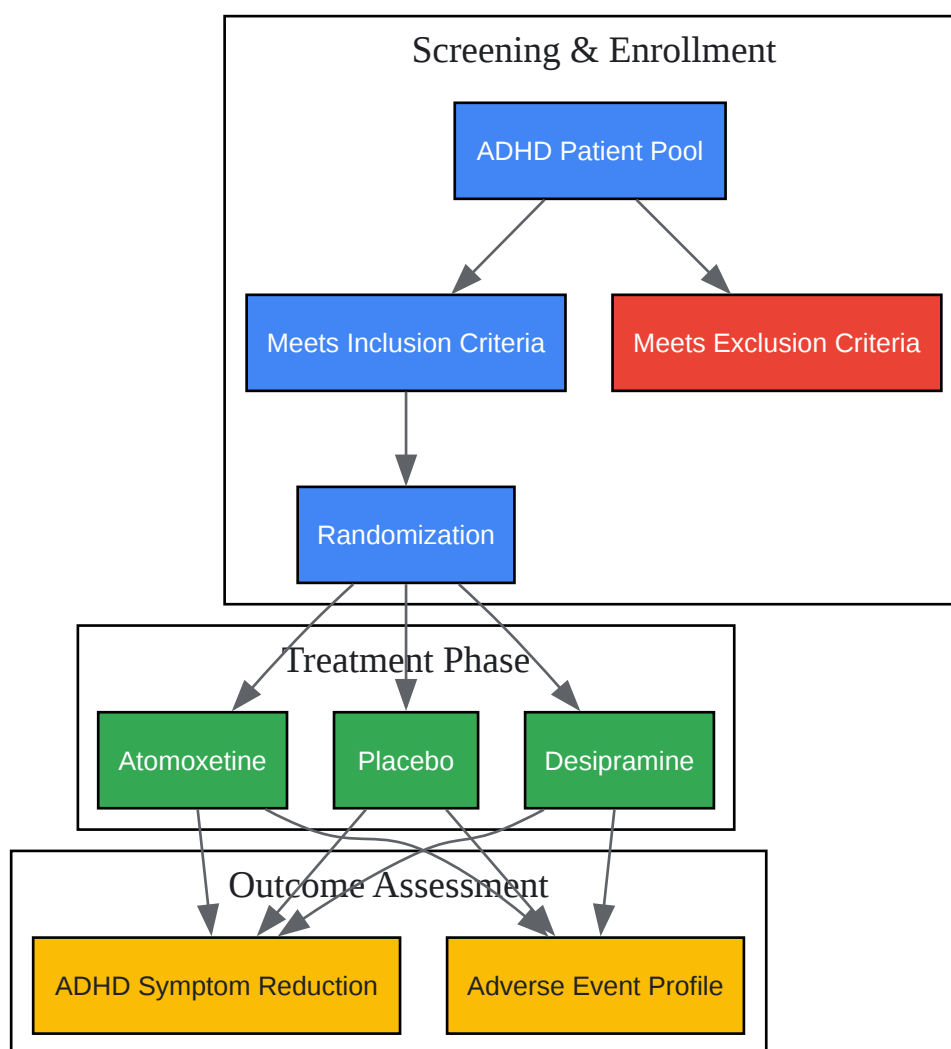 Screening & Enrollment
ADHD Patient Pool
Meets Inclusion Criteria
Meets Exclusion Criteria
Randomization
Treatment Phase
Atomoxetine
Placebo
Desipramine
Outcome Assessment
ADHD Symptom Reduction
Adverse Event Profile